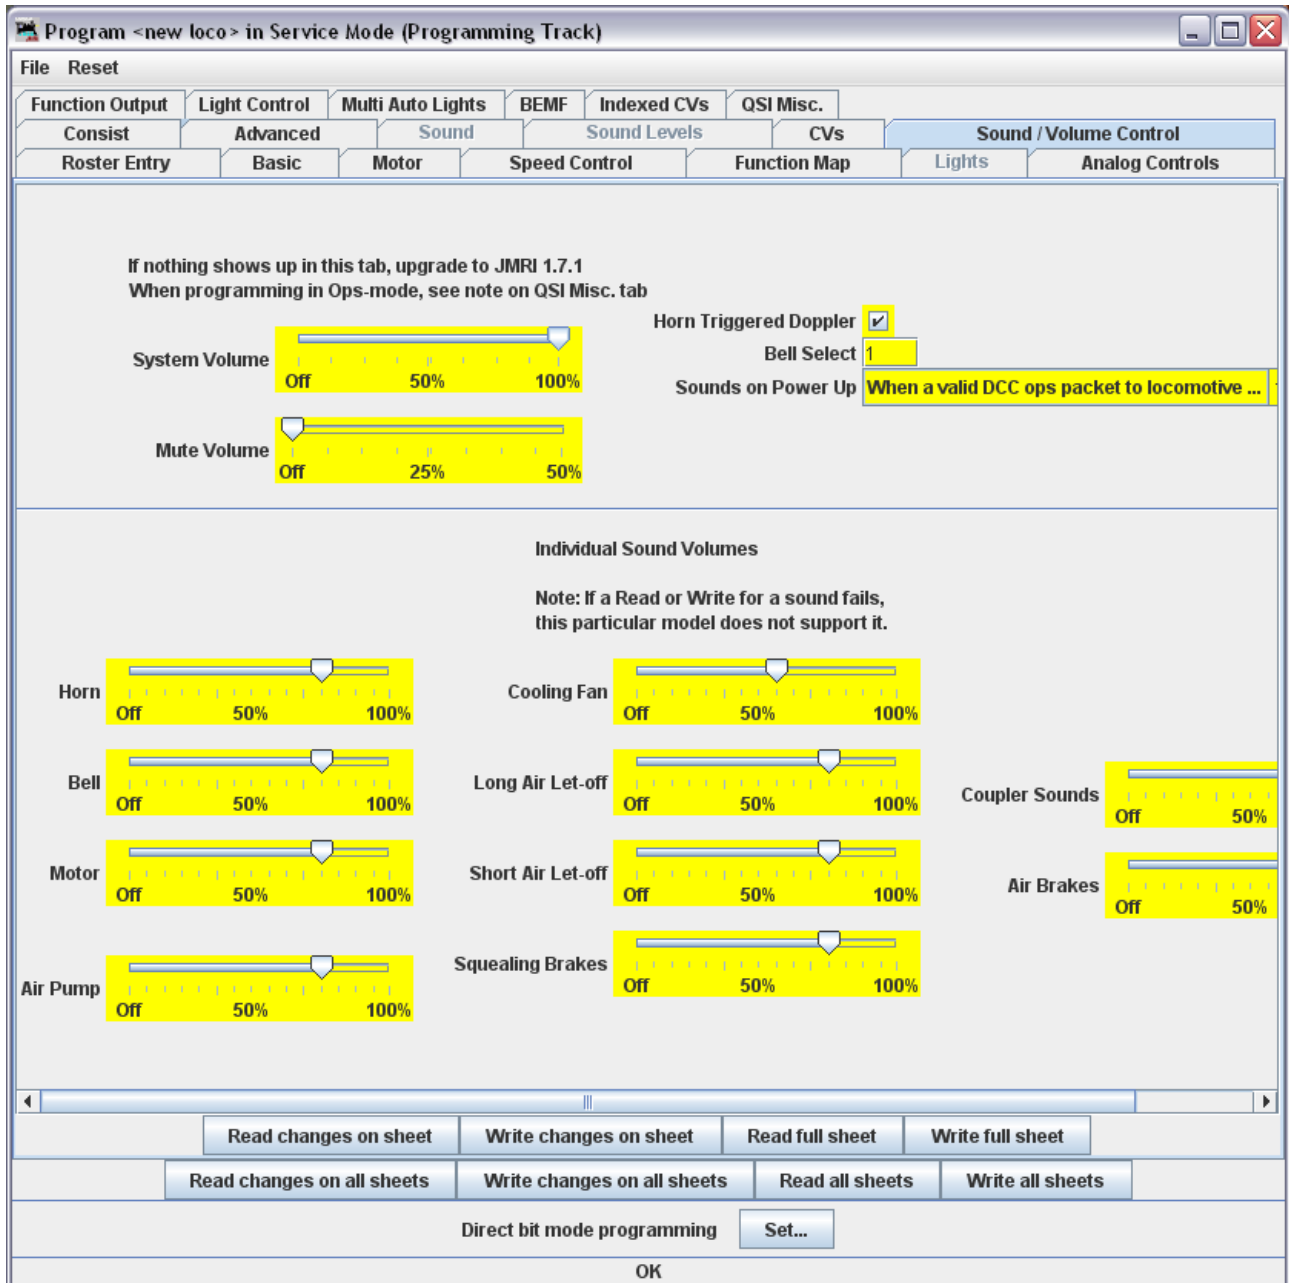 Program <new loco> in Service Mode (Programming Track)
File Reset
Function Output Light Control Multi Auto Lights BEMF Indexed CVs QSI Misc.
Consist Advanced Sound Sound Levels CVs Sound / Volume Control
Roster Entry Basic Motor Speed Control Function Map Lights Analog Controls
If nothing shows up in this tab, upgrade to JMRI 1.7.1
When programming in Ops-mode, see note on QSI Misc. tab
System Volume
Off 50% 100%
Mute Volume
Off 25% 50%
Horn Triggered Doppler
Bell Select 1
Sounds on Power Up When a valid DCC ops packet to locomotive ...
Individual Sound Volumes
Note: If a Read or Write for a sound fails,
this particular model does not support it.
Horn
Off 50% 100%
Bell
Off 50% 100%
Motor
Off 50% 100%
Air Pump
Off 50% 100%
Cooling Fan
Off 50% 100%
Long Air Let-off
Off 50% 100%
Short Air Let-off
Off 50% 100%
Squealing Brakes
Off 50% 100%
Coupler Sounds
Off 50%
Air Brakes
Off 50%
Read changes on sheet Write changes on sheet Read full sheet Write full sheet
Read changes on all sheets Write changes on all sheets Read all sheets Write all sheets
Direct bit mode programming Set...
OK